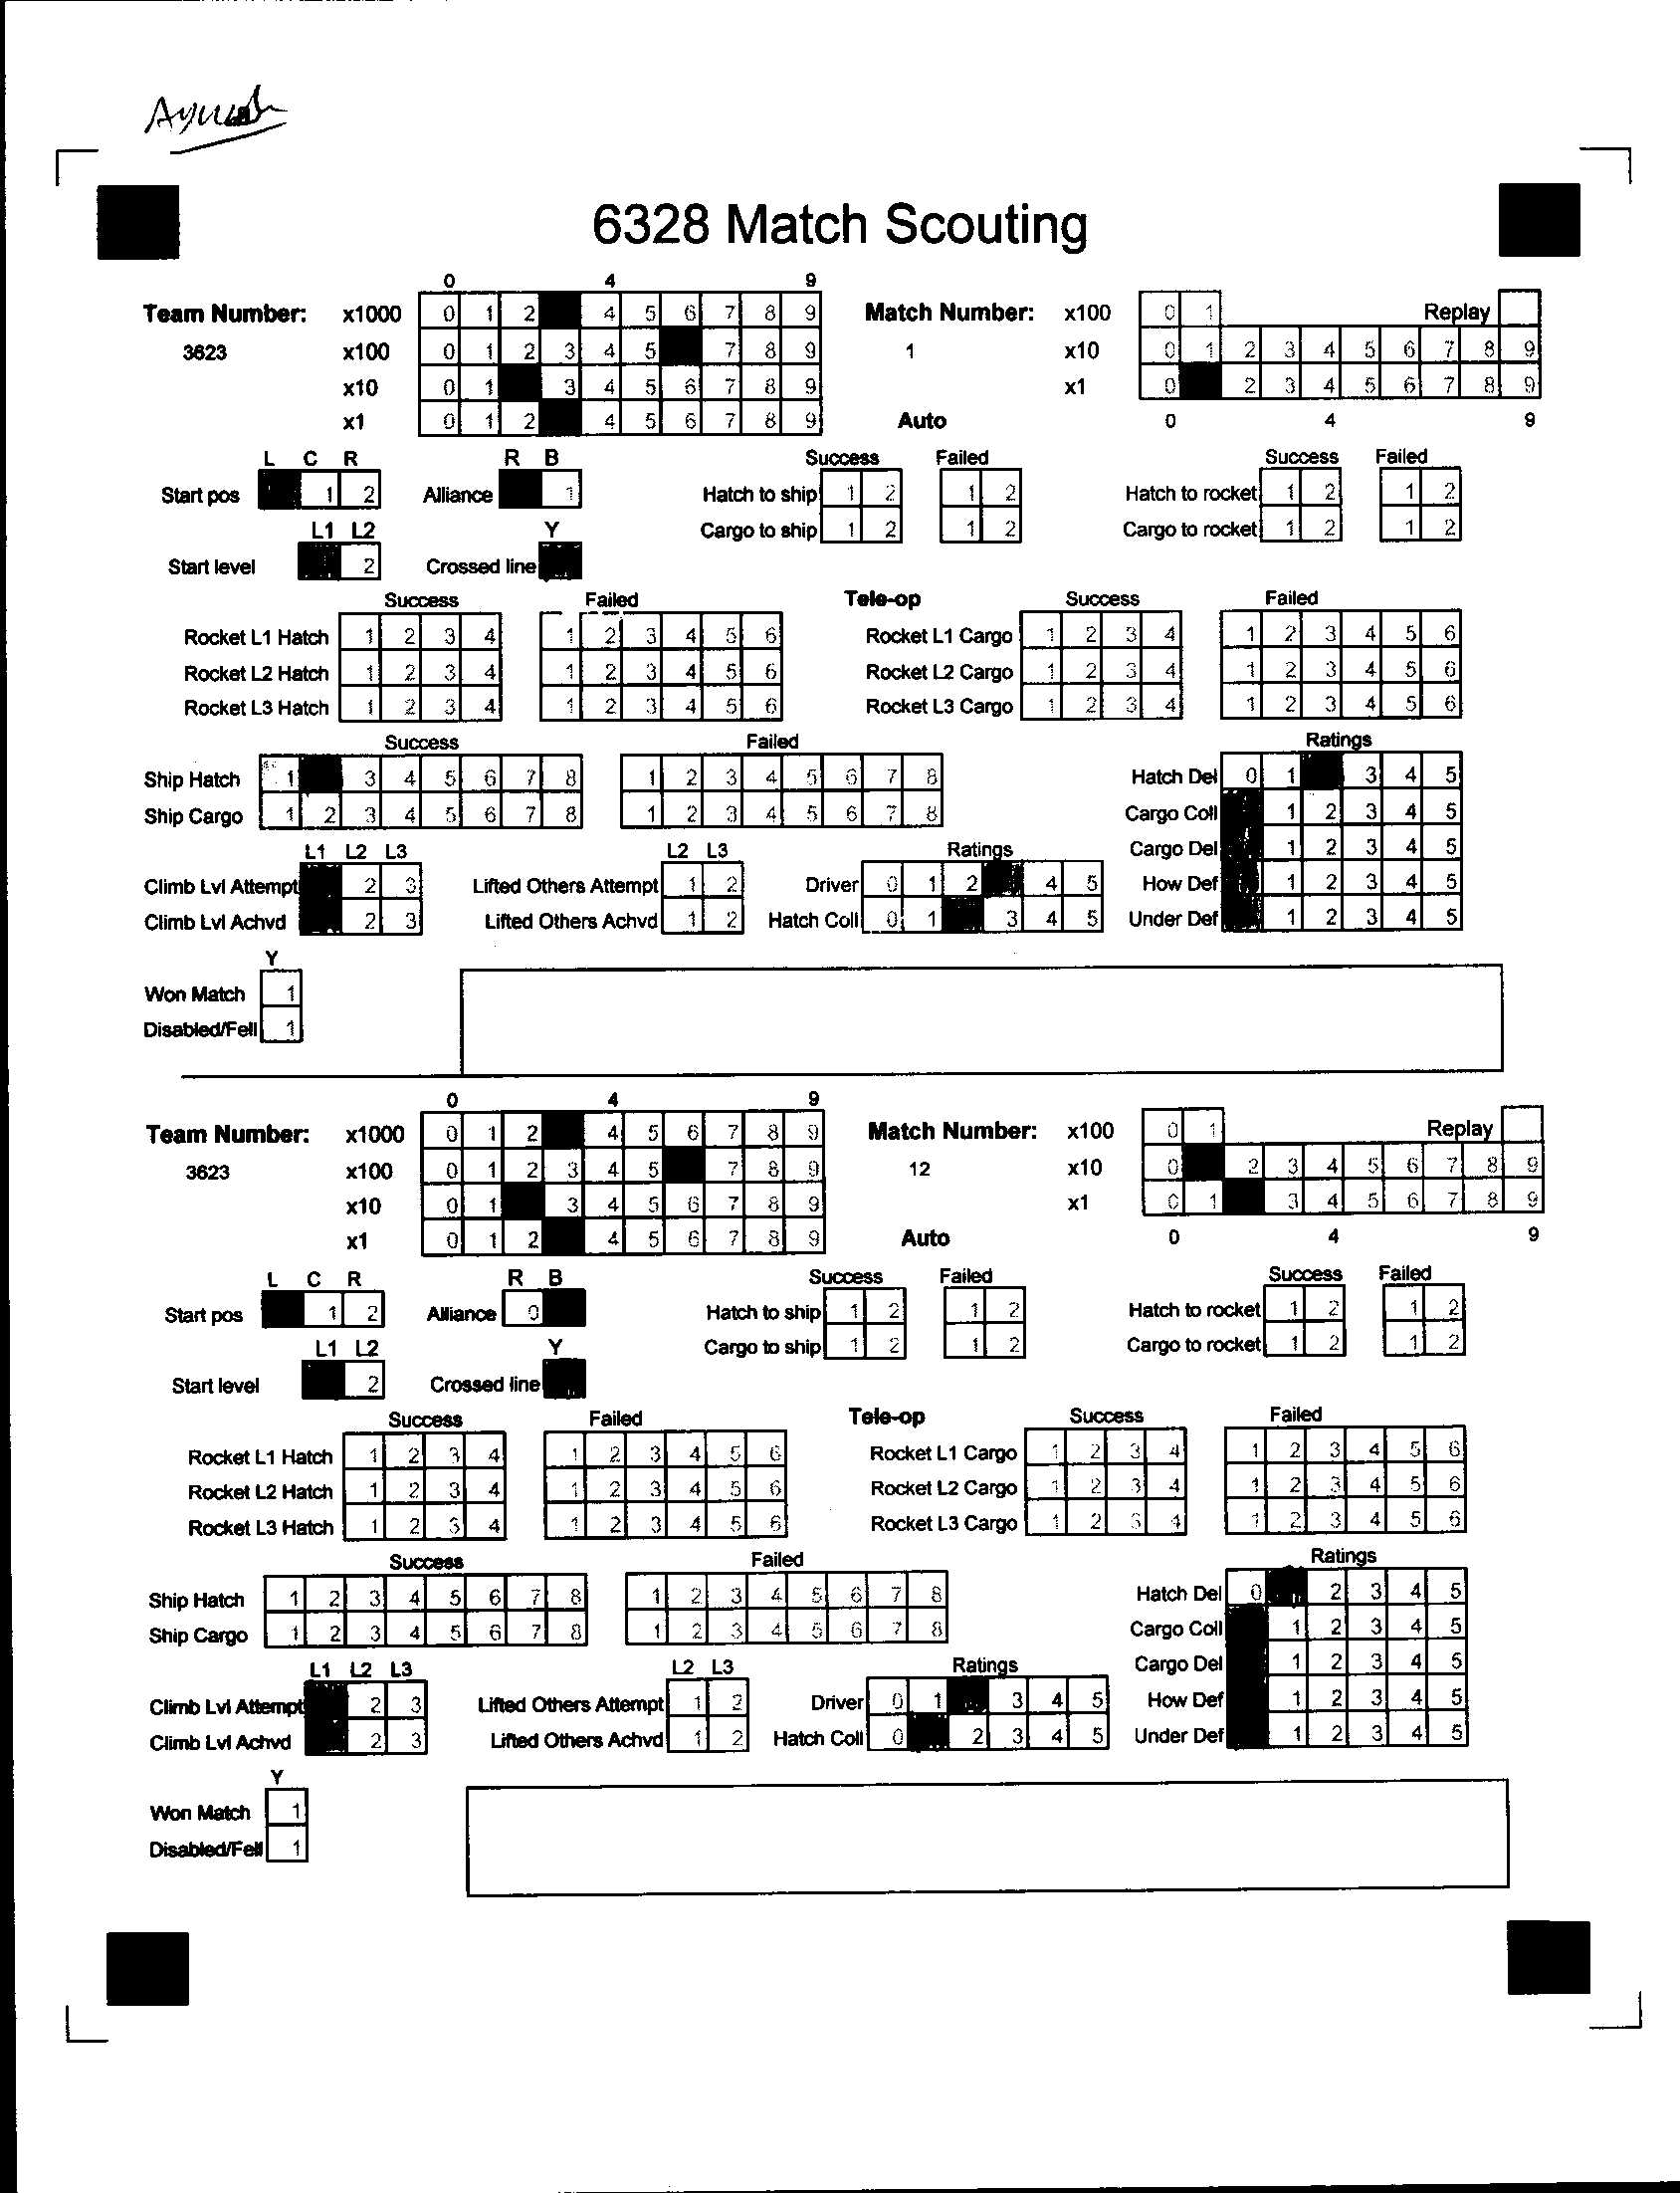 Ayush
6328 Match Scouting
0 4 9
Team Number: x1000 0 1 2 4 5 6 7 8 9 Match Number: x100 0 1 Replay
3623 x100 0 1 2 3 4 5 7 8 9 1 x10 0 1 2 3 4 5 6 7 8 9
x10 0 1 3 4 5 6 7 8 9 x1 0 2 3 4 5 6 7 8 9
x1 0 1 2 4 5 6 7 8 9 Auto 0 4 9
L C R R B Success Failed Success Failed
Start pos 1 2 Alliance 1 Hatch to ship 1 2 1 2 Hatch to rocket 1 2 1 2
L1 L2 Y Cargo to ship 1 2 1 2 Cargo to rocket 1 2 1 2
Start level 2 Crossed line
Success Failed Tele-op Success Failed
Rocket L1 Hatch 1 2 3 4 1 2 3 4 5 6 Rocket L1 Cargo 1 2 3 4 1 2 3 4 5 6
Rocket L2 Hatch 1 2 3 4 1 2 3 4 5 6 Rocket L2 Cargo 1 2 3 4 1 2 3 4 5 6
Rocket L3 Hatch 1 2 3 4 1 2 3 4 5 6 Rocket L3 Cargo 1 2 3 4 1 2 3 4 5 6
Success Failed Ratings
Ship Hatch 1 3 4 5 6 7 8 1 2 3 4 5 6 7 8 Hatch Del 0 1 3 4 5
Ship Cargo 1 2 3 4 5 6 7 8 1 2 3 4 5 6 7 8 Cargo Coll 1 2 3 4 5
L1 L2 L3 L2 L3 Ratings Cargo Del 1 2 3 4 5
Climb Lvl Attempt 2 3 Lifted Others Attempt 1 2 Driver 0 1 2 4 5 How Def 1 2 3 4 5
Climb Lvl Achvd 2 3 Lifted Others Achvd 1 2 Hatch Coll 0 1 3 4 5 Under Def 1 2 3 4 5
Y
Won Match 1
Disabled/Fell 1
0 4 9
Team Number: x1000 0 1 2 4 5 6 7 8 9 Match Number: x100 0 1 Replay
3623 x100 0 1 2 3 4 5 7 8 9 12 x10 0 2 3 4 5 6 7 8 9
x10 0 1 3 4 5 6 7 8 9 x1 0 1 3 4 5 6 7 8 9
x1 0 1 2 4 5 6 7 8 9 Auto 0 4 9
L C R R B Success Failed Success Failed
Start pos 1 2 Alliance 0 Hatch to ship 1 2 1 2 Hatch to rocket 1 2 1 2
L1 L2 Y Cargo to ship 1 2 1 2 Cargo to rocket 1 2 1 2
Start level 2 Crossed line
Success Failed Tele-op Success Failed
Rocket L1 Hatch 1 2 3 4 1 2 3 4 5 6 Rocket L1 Cargo 1 2 3 4 1 2 3 4 5 6
Rocket L2 Hatch 1 2 3 4 1 2 3 4 5 6 Rocket L2 Cargo 1 2 3 4 1 2 3 4 5 6
Rocket L3 Hatch 1 2 3 4 1 2 3 4 5 6 Rocket L3 Cargo 1 2 3 4 1 2 3 4 5 6
Success Failed Ratings
Ship Hatch 1 2 3 4 5 6 7 8 1 2 3 4 5 6 7 8 Hatch Del 0 2 3 4 5
Ship Cargo 1 2 3 4 5 6 7 8 1 2 3 4 5 6 7 8 Cargo Coll 1 2 3 4 5
L1 L2 L3 L2 L3 Ratings Cargo Del 1 2 3 4 5
Climb Lvl Attempt 2 3 Lifted Others Attempt 1 2 Driver 0 1 3 4 5 How Def 1 2 3 4 5
Climb Lvl Achvd 2 3 Lifted Others Achvd 1 2 Hatch Coll 0 2 3 4 5 Under Def 1 2 3 4 5
Y
Won Match 1
Disabled/Fell 1